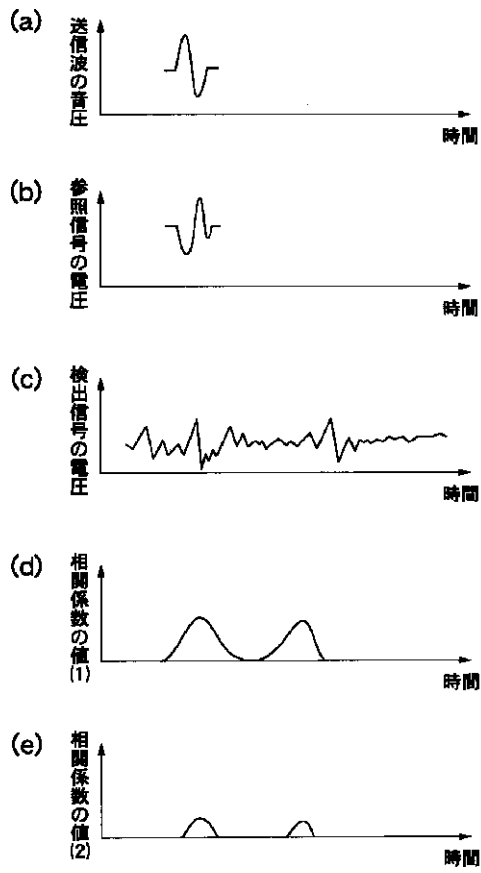 (a)
送信波の音圧
時間
(b)
参照信号の電圧
時間
(c)
検出信号の電圧
時間
(d)
相関係数の値(1)
時間
(e)
相関係数の値(2)
時間